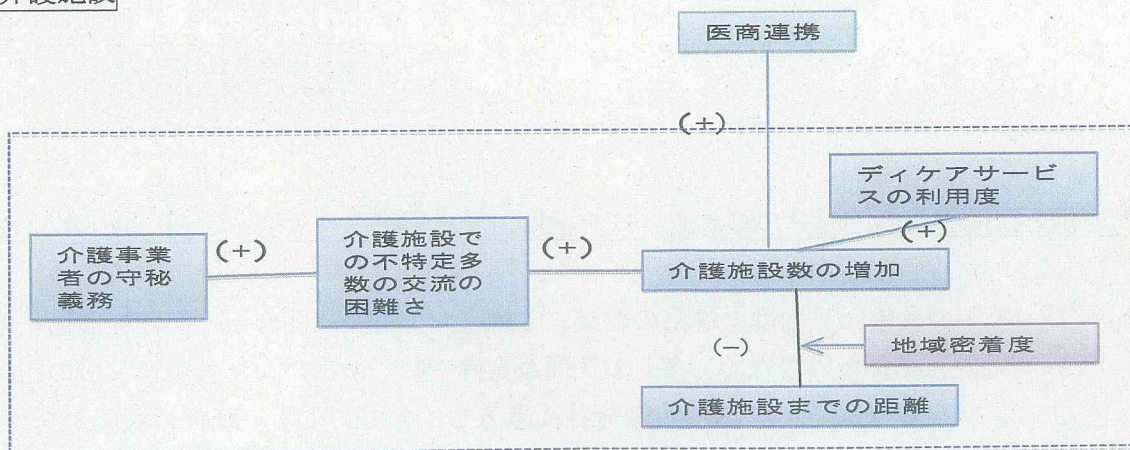 介護施設
医商連携
(+)
ディケアサービ
スの利用度
(+)
介護事業
者の守秘
義務
(+)
介護施設で
の不特定多
数の交流の
困難さ
(+)
介護施設数の増加
(-)
地域密着度
介護施設までの距離